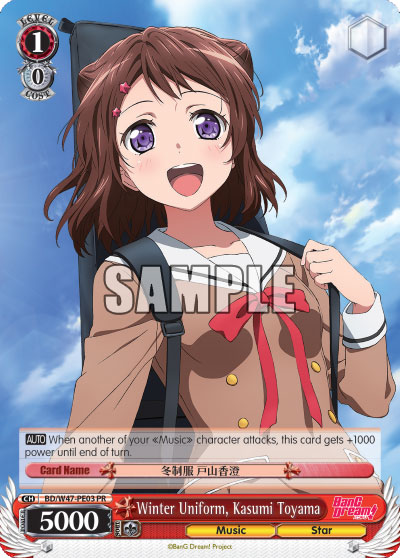 LEVEL
1
0
COST
SAMPLE
AUTO When another of your «Music» character attacks, this card gets +1000
power until end of turn.
Card Name 冬制服 戸山香澄
CH BD/W47-PE03 PR
Winter Uniform, Kasumi Toyama
BanG Dream!
POWER 5000 SOUL
Music Star
©BanG Dream! Project